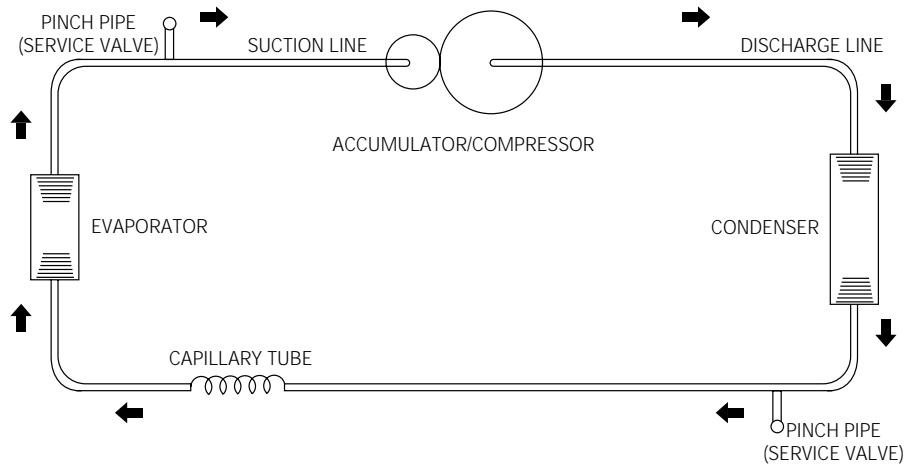 PINCH PIPE
(SERVICE VALVE)
SUCTION LINE
DISCHARGE LINE
ACCUMULATOR/COMPRESSOR
EVAPORATOR
CONDENSER
CAPILLARY TUBE
PINCH PIPE
(SERVICE VALVE)